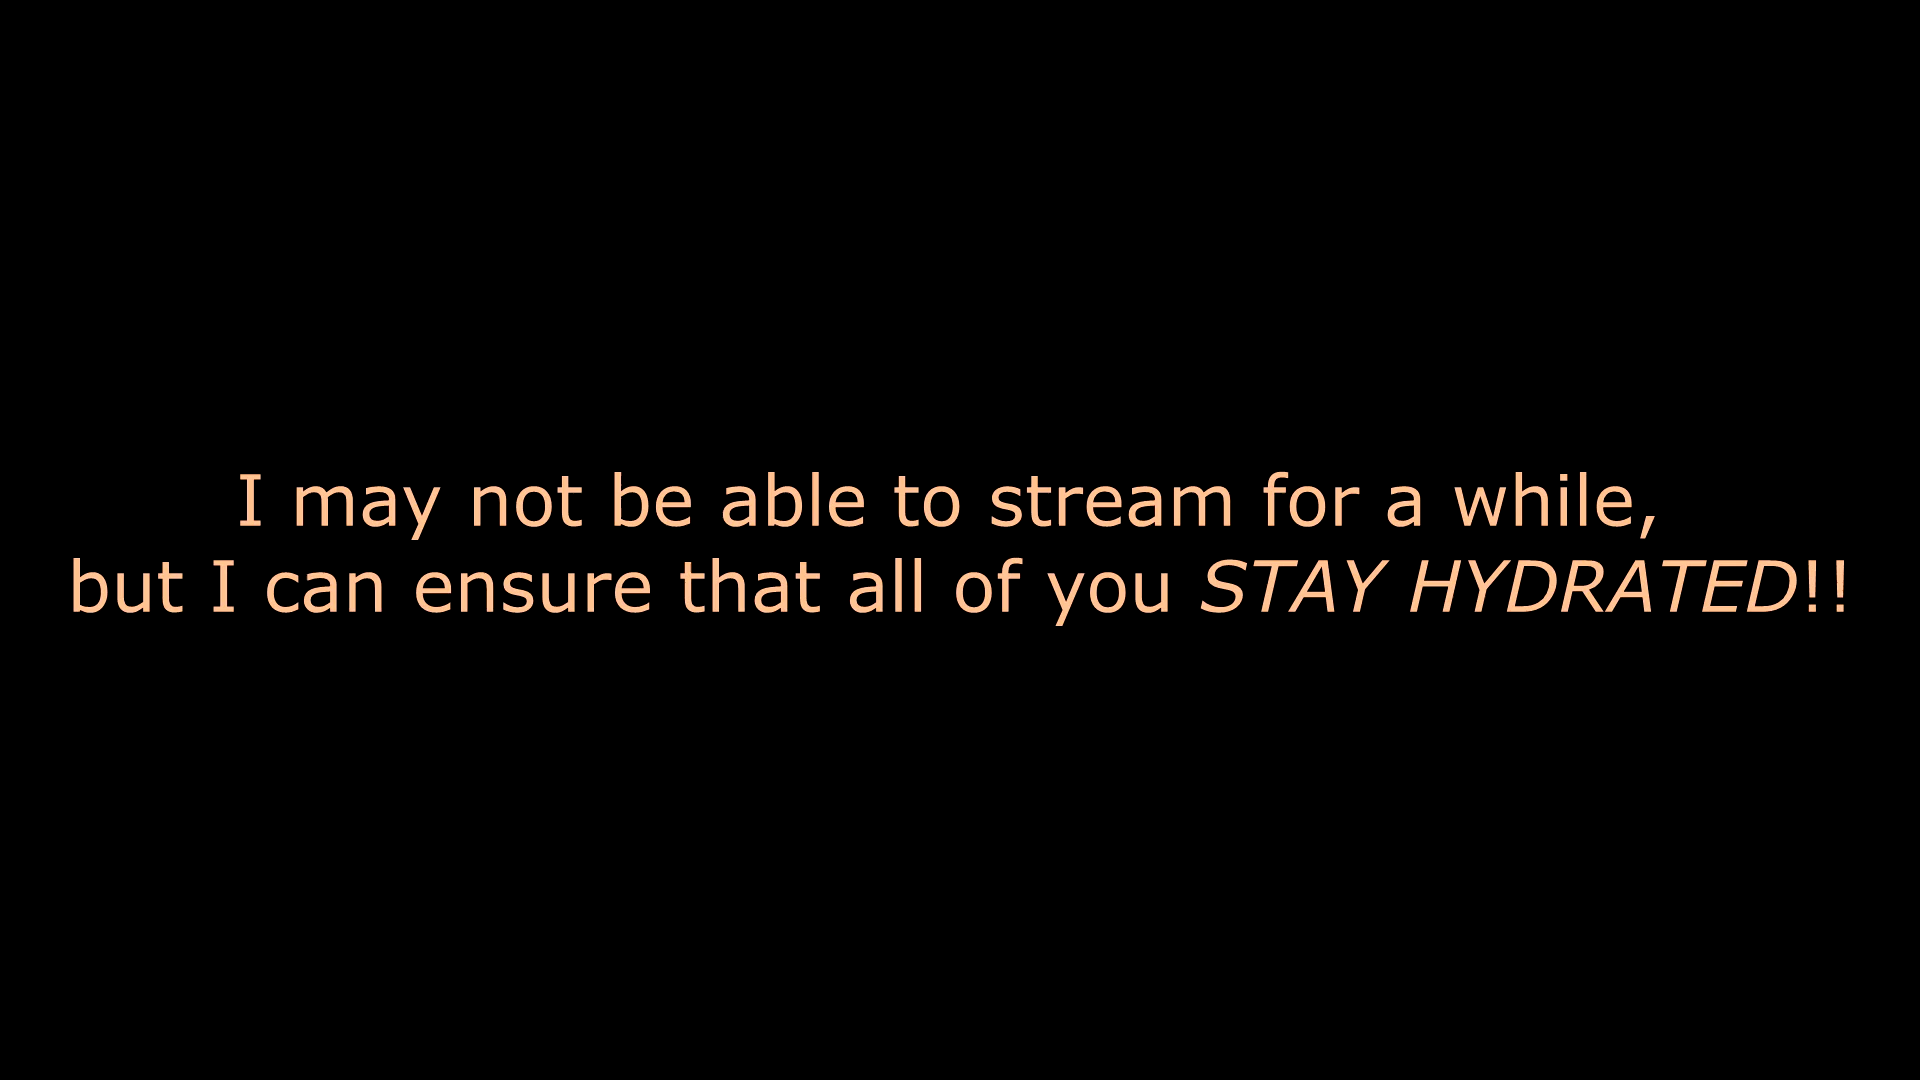 I may not be able to stream for a while,
but I can ensure that all of you STAY HYDRATED!!